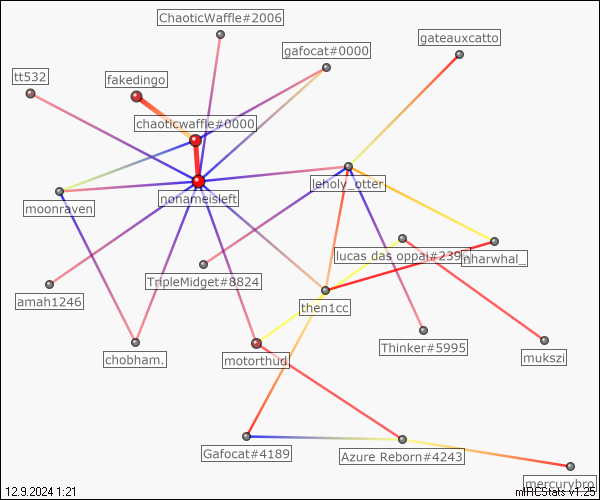 ChaoticWaffle#2006
gateauxcatto
gafocat#0000
tt532
fakedingo
chaoticwaffle#0000
leholy_otter
nonameisleft
moonraven
lucas das oppai#239
nharwhal_
TripleMidget#8824
amah1246
then1cc
Thinker#5995
mukszi
chobham.
motorthud
Gafocat#4189
Azure Reborn#4243
mercurybro
12.9.2024 1:21
mIRCStats v1.25